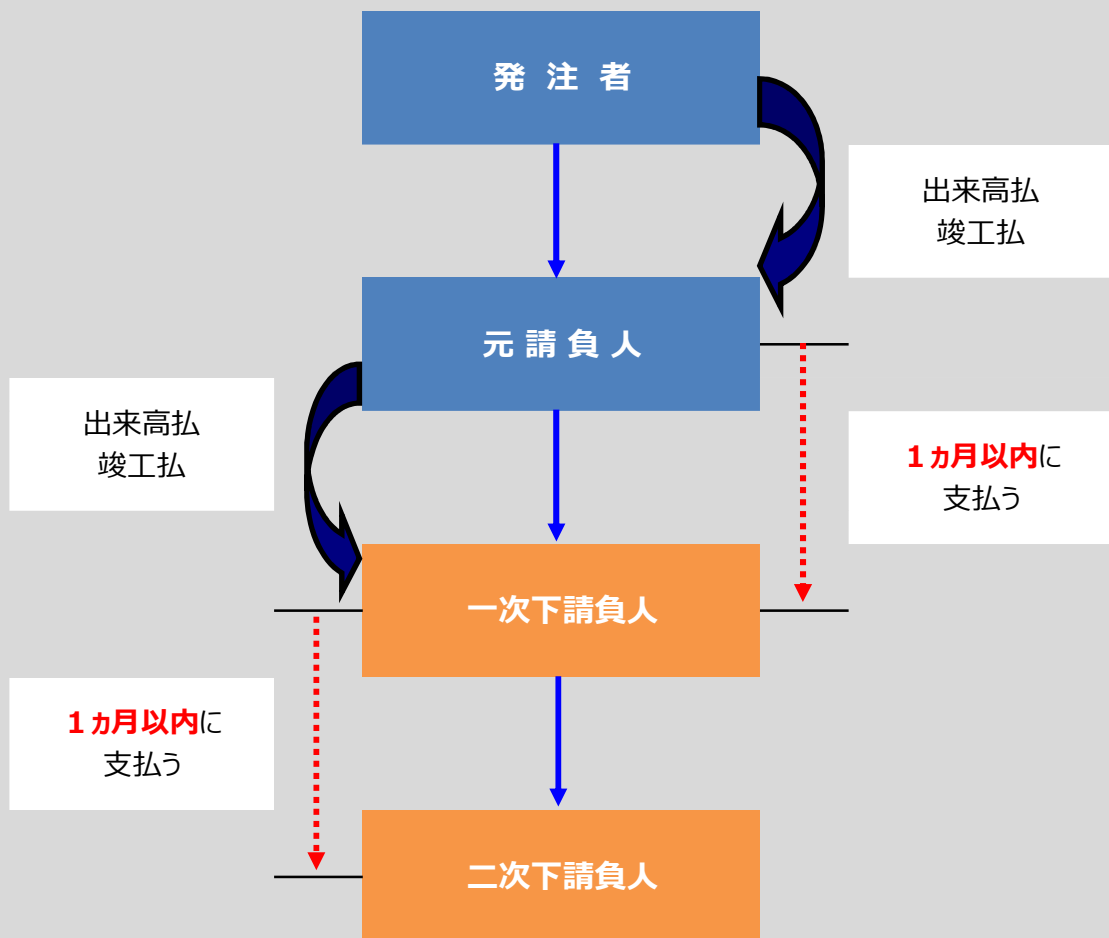 発 注 者
出来高払
竣工払
元 請 負 人
出来高払
竣工払
1ヵ月以内に
支払う
一次下請負人
1ヵ月以内に
支払う
二次下請負人